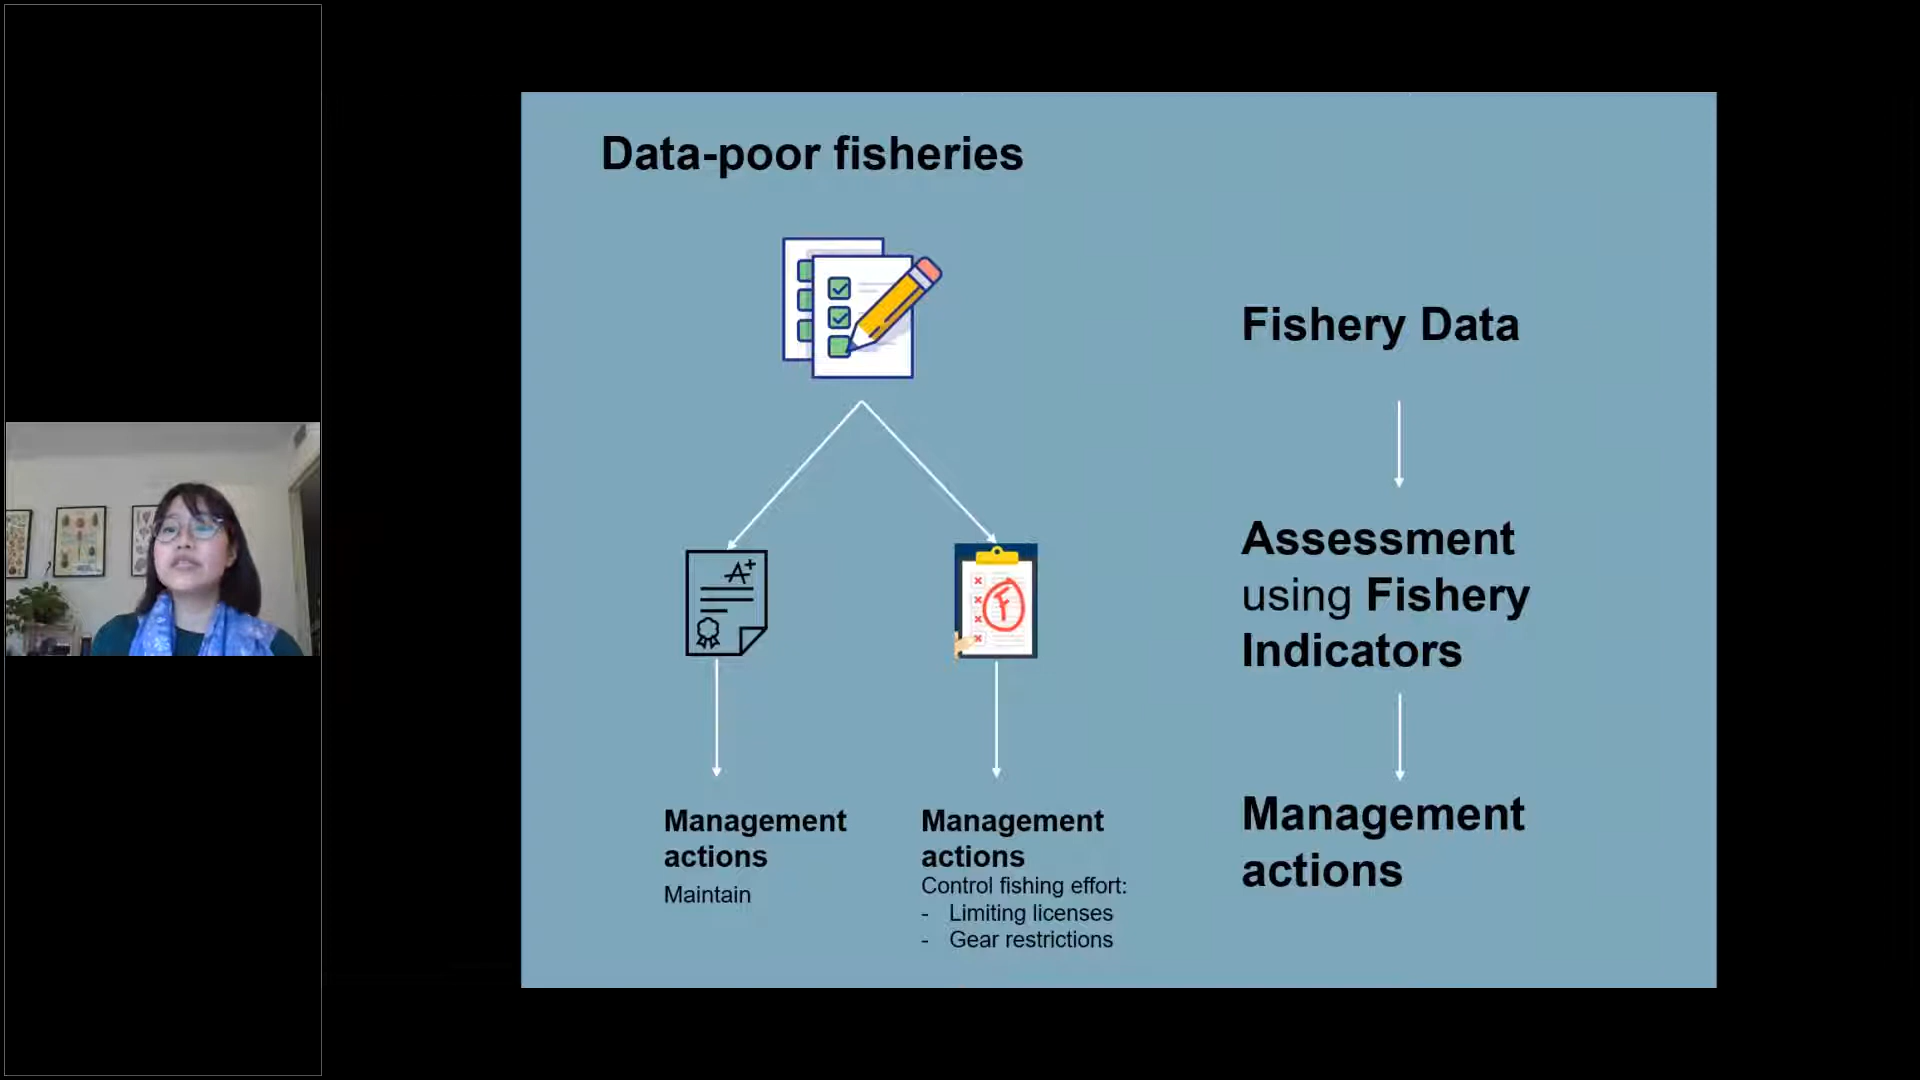 Data-poor fisheries
A+
F
Management
actions
Maintain
Management
actions
Control fishing effort:
- Limiting licenses
- Gear restrictions
Fishery Data
Assessment
using Fishery
Indicators
Management
actions